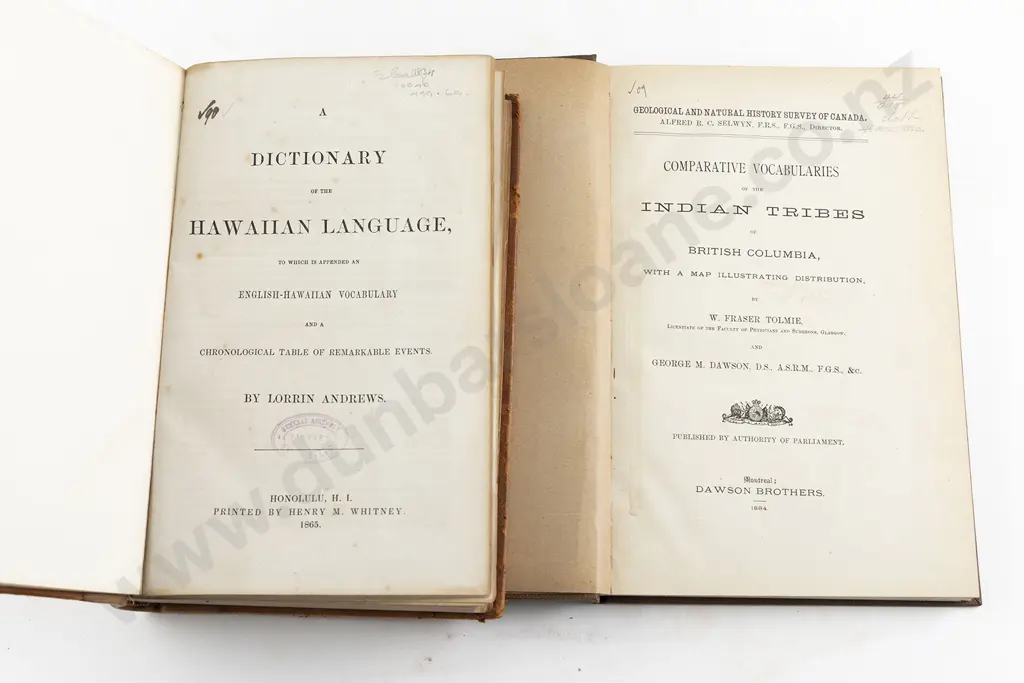 A
DICTIONARY
OF THE
HAWAIIAN LANGUAGE,
TO WHICH IS APPENDED AN
ENGLISH-HAWAIIAN VOCABULARY
AND A
CHRONOLOGICAL TABLE OF REMARKABLE EVENTS.
BY LORRIN ANDREWS.
HONOLULU, H. I.
PRINTED BY HENRY M. WHITNEY.
1865.
GEOLOGICAL AND NATURAL HISTORY SURVEY OF CANADA.
ALFRED R. C. SELWYN, F.R.S., F.G.S., DIRECTOR.
COMPARATIVE VOCABULARIES
OF THE
INDIAN TRIBES
OF
BRITISH COLUMBIA,
WITH A MAP ILLUSTRATING DISTRIBUTION,
BY
W. FRASER TOLMIE,
LICENTIATE OF THE FACULTY OF PHYSICIANS AND SURGEONS, GLASGOW,
AND
GEORGE M. DAWSON, D.S., A.S.R.M., F.G.S., &c.
PUBLISHED BY AUTHORITY OF PARLIAMENT.
Montreal:
DAWSON BROTHERS.
1884.
www.dunbarsloane.co.nz